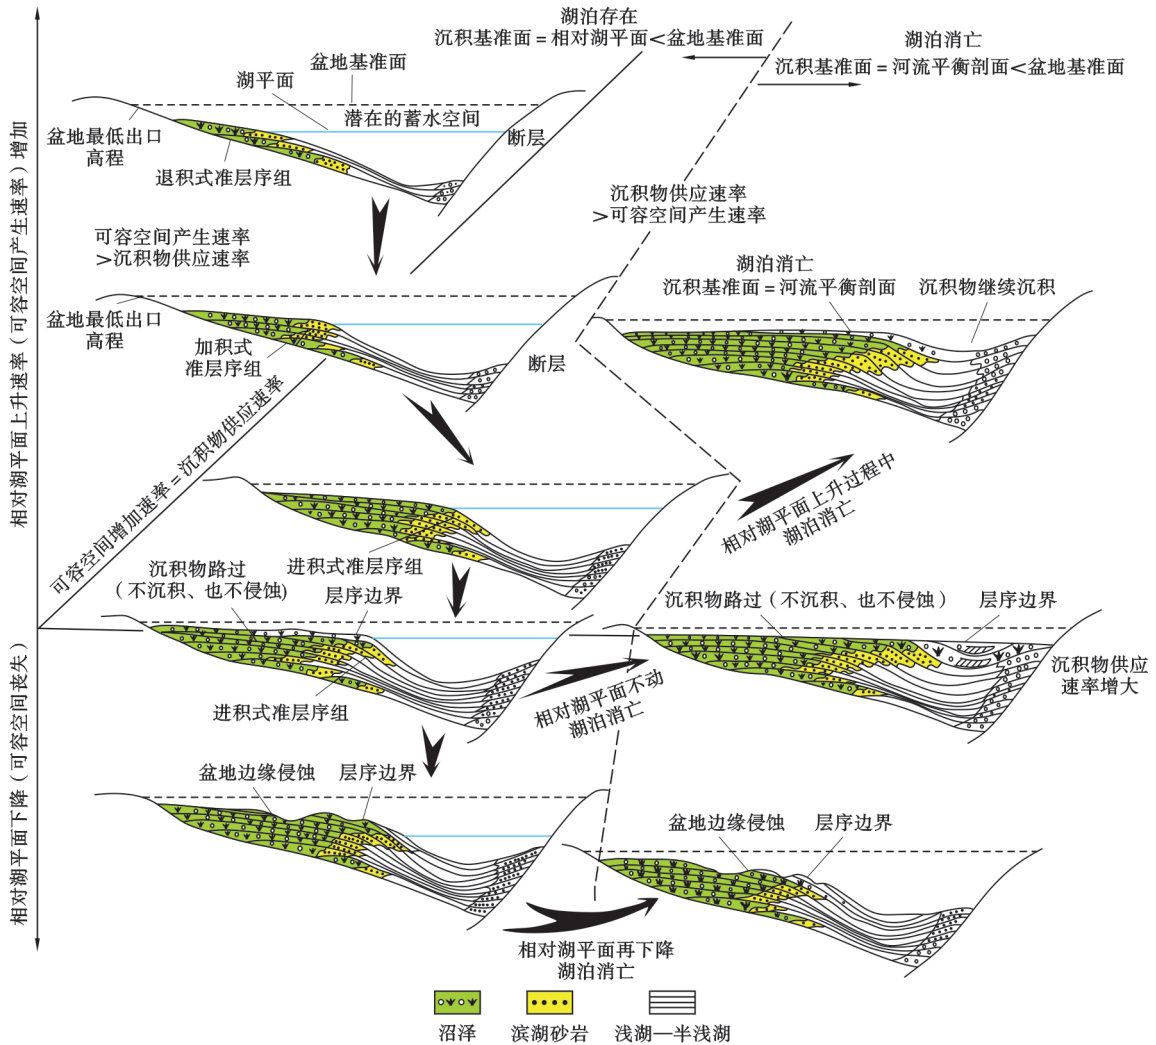 湖泊存在
沉积基准面=相对湖平面<盆地基准面
湖泊消亡
沉积基准面=河流平衡剖面<盆地基准面
盆地基准面
湖平面
潜在的蓄水空间
盆地最低出口
高程
断层
退积式准层序组
沉积物供应速率
>可容空间产生速率
可容空间产生速率
>沉积物供应速率
相对湖平面上升速率(可容空间产生速率)增加
湖泊消亡
沉积基准面=河流平衡剖面
沉积物继续沉积
盆地最低出口
高程
加积式
准层序组
断层
可容空间增加速率=沉积物供应速率
相对湖平面上升过程中
湖泊消亡
进积式准层序组
沉积物路过
(不沉积、也不侵蚀)
层序边界
沉积物路过(不沉积、也不侵蚀)
层序边界
沉积物供应
速率增大
进积式准层序组
相对湖平面不动
湖泊消亡
相对湖平面下降(可容空间丧失)
盆地边缘侵蚀
层序边界
盆地边缘侵蚀
层序边界
相对湖平面再下降
湖泊消亡
沼泽
滨湖砂岩
浅湖—半浅湖